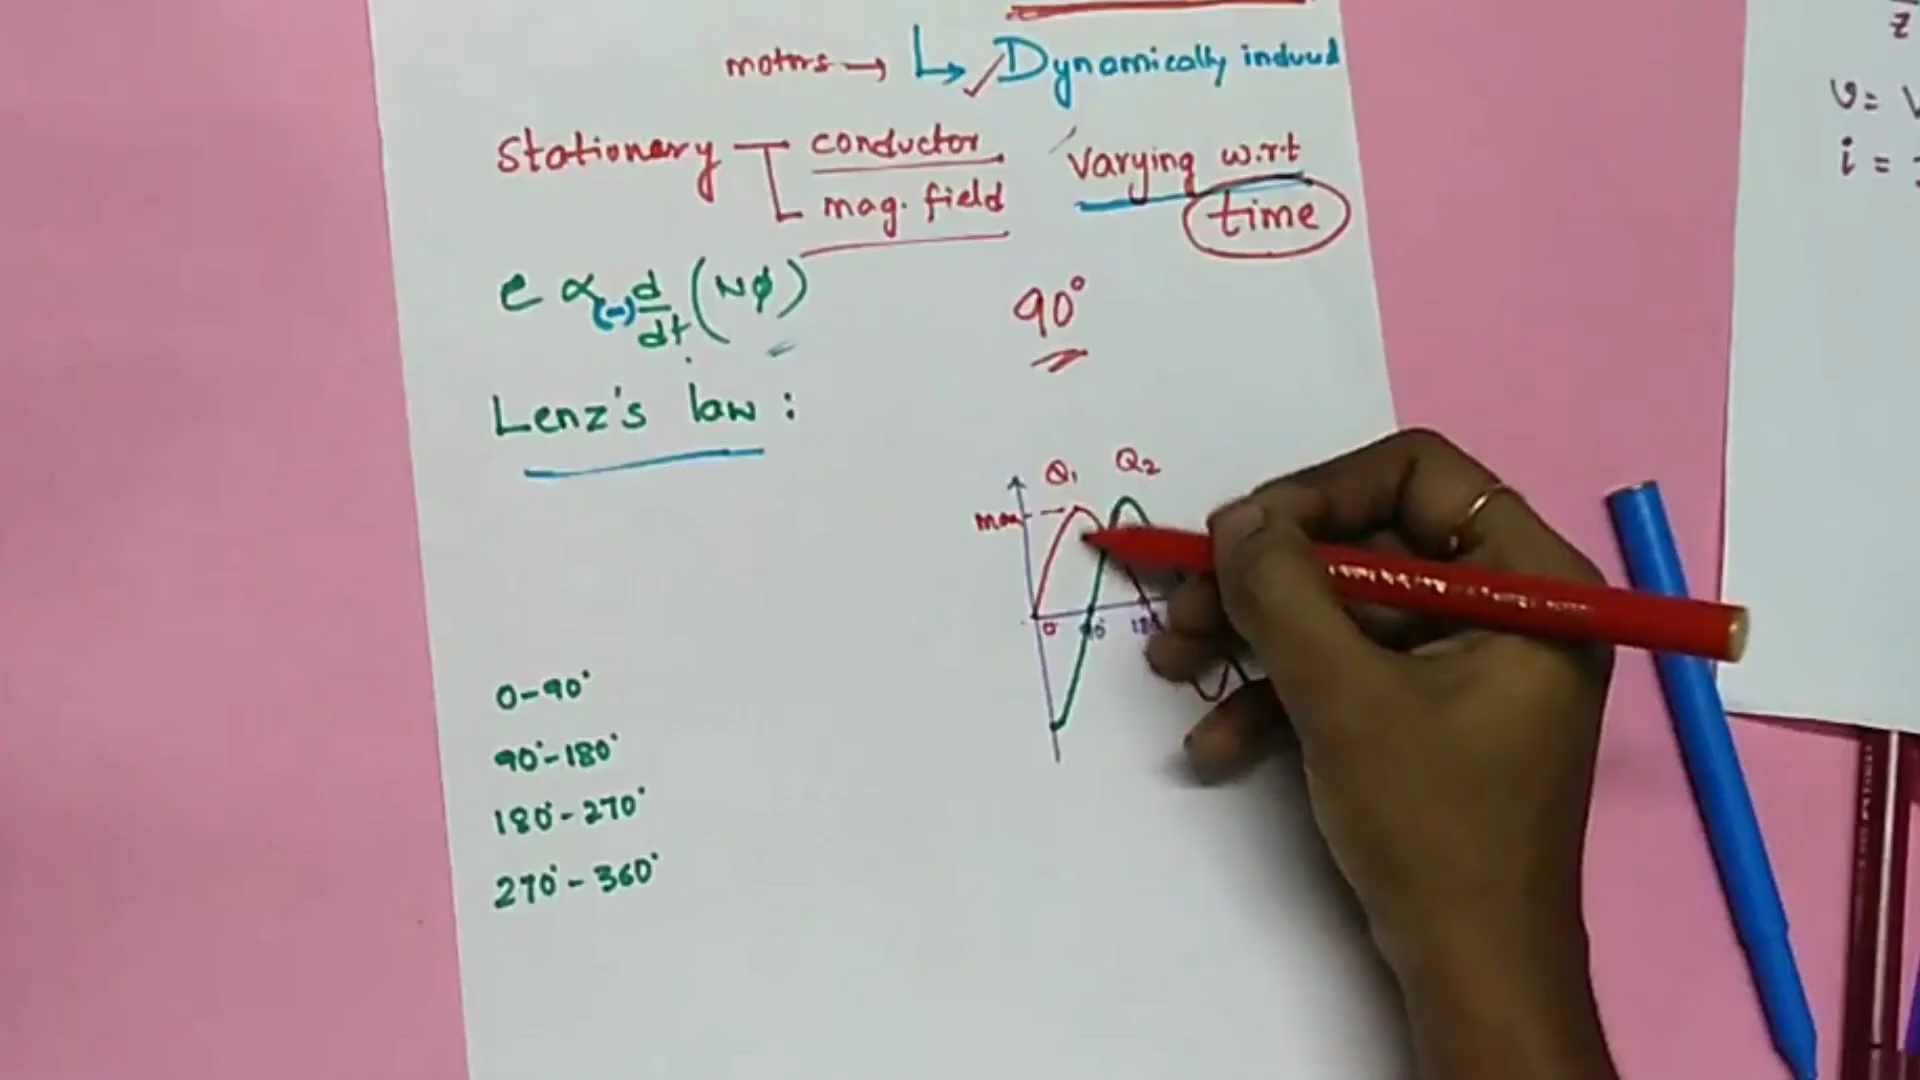 motors → ↳ ✓ Dynamically induced
Stationary conductor
mag. field
Varying w.r.t
time
e ∝ (-) d/dt (Nφ)
90°
Lenz's law :
Q1 Q2
max
0 90° 180
0-90°
90°-180°
180°-270°
270°-360°
z
v = V
i =